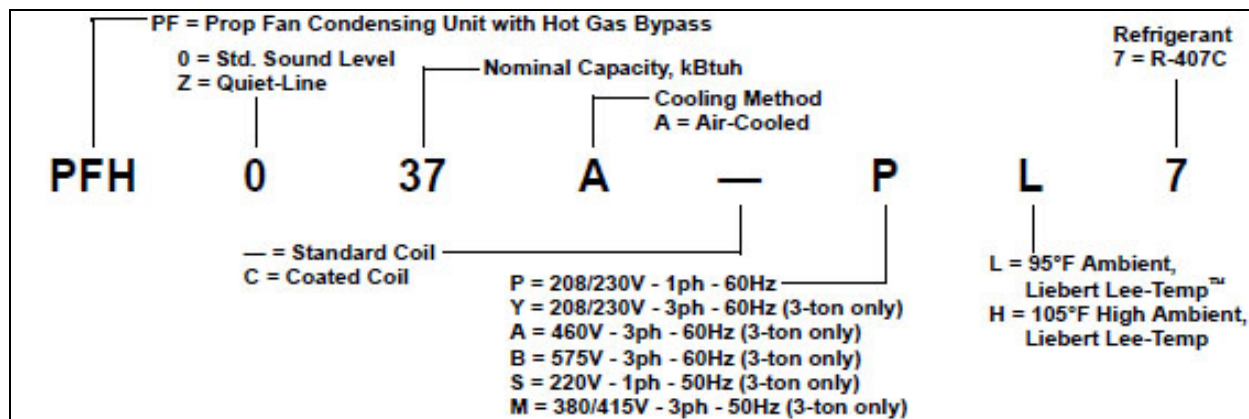 PF = Prop Fan Condensing Unit with Hot Gas Bypass
0 = Std. Sound Level
Z = Quiet-Line
Nominal Capacity, kBtuh
Cooling Method
A = Air-Cooled
Refrigerant
7 = R-407C
PFH 0 37 A — P L 7
— = Standard Coil
C = Coated Coil
P = 208/230V - 1ph - 60Hz
Y = 208/230V - 3ph - 60Hz (3-ton only)
A = 460V - 3ph - 60Hz (3-ton only)
B = 575V - 3ph - 60Hz (3-ton only)
S = 220V - 1ph - 50Hz (3-ton only)
M = 380/415V - 3ph - 50Hz (3-ton only)
L = 95°F Ambient,
Liebert Lee-Temp™
H = 105°F High Ambient,
Liebert Lee-Temp